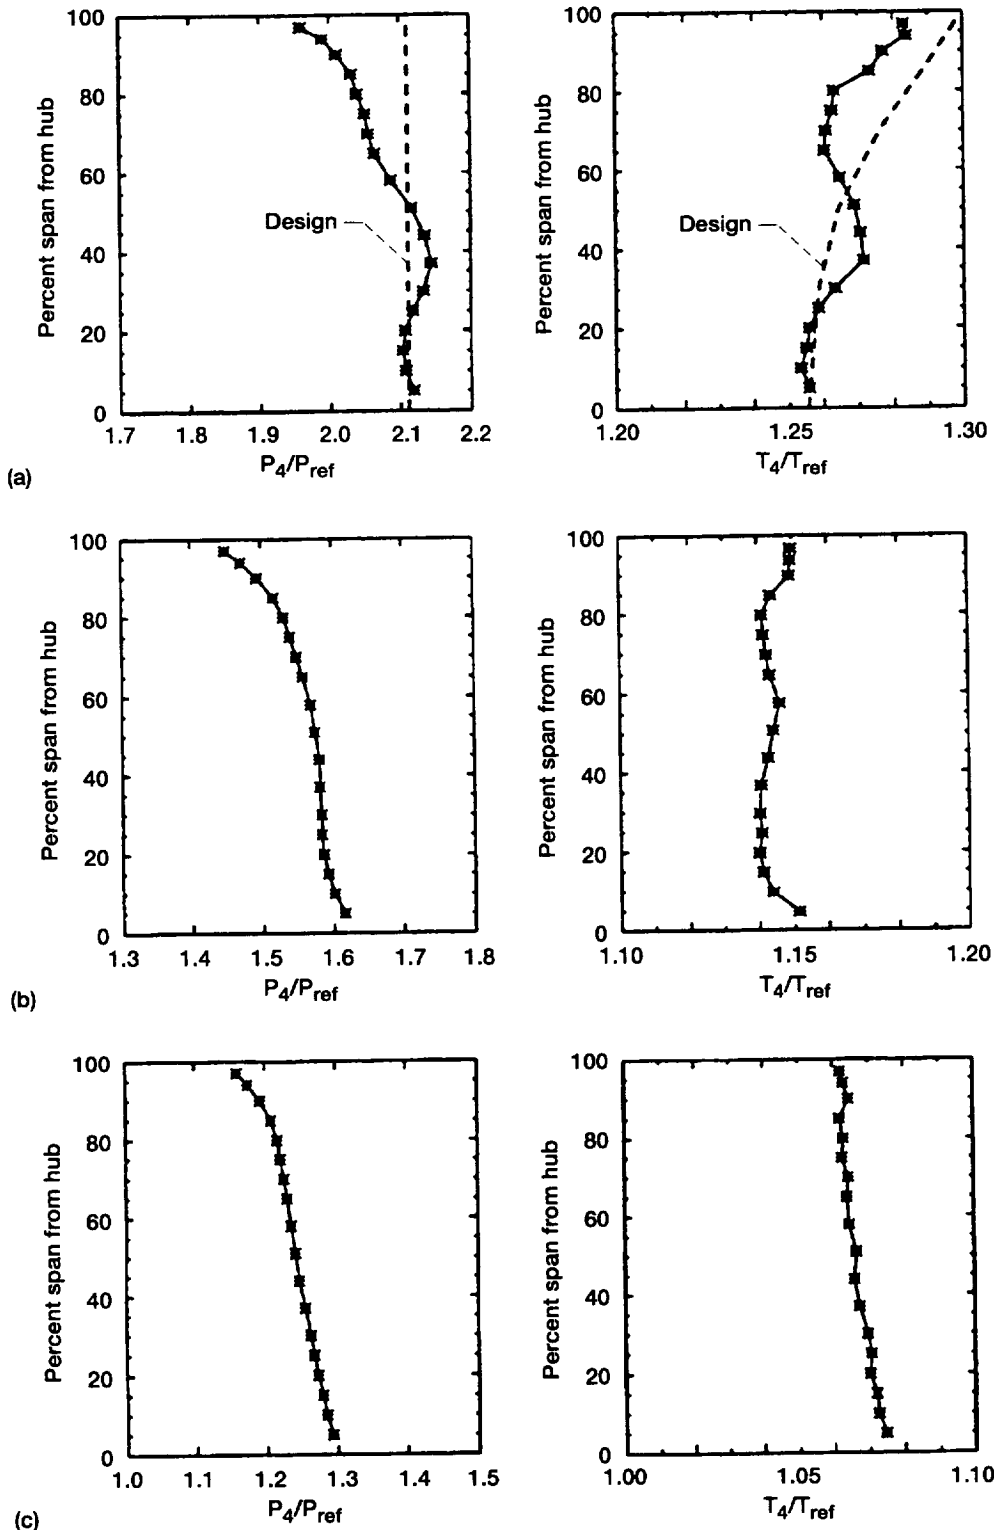 100
80
60
40
20
0
Percent span from hub
Design
1.7 1.8 1.9 2.0 2.1 2.2
P4/Pref
100
80
60
40
20
0
Percent span from hub
Design
1.20 1.25 1.30
T4/Tref
(a)
100
80
60
40
20
0
Percent span from hub
1.3 1.4 1.5 1.6 1.7 1.8
P4/Pref
100
80
60
40
20
0
Percent span from hub
1.10 1.15 1.20
T4/Tref
(b)
100
80
60
40
20
0
Percent span from hub
1.0 1.1 1.2 1.3 1.4 1.5
P4/Pref
100
80
60
40
20
0
Percent span from hub
1.00 1.05 1.10
T4/Tref
(c)